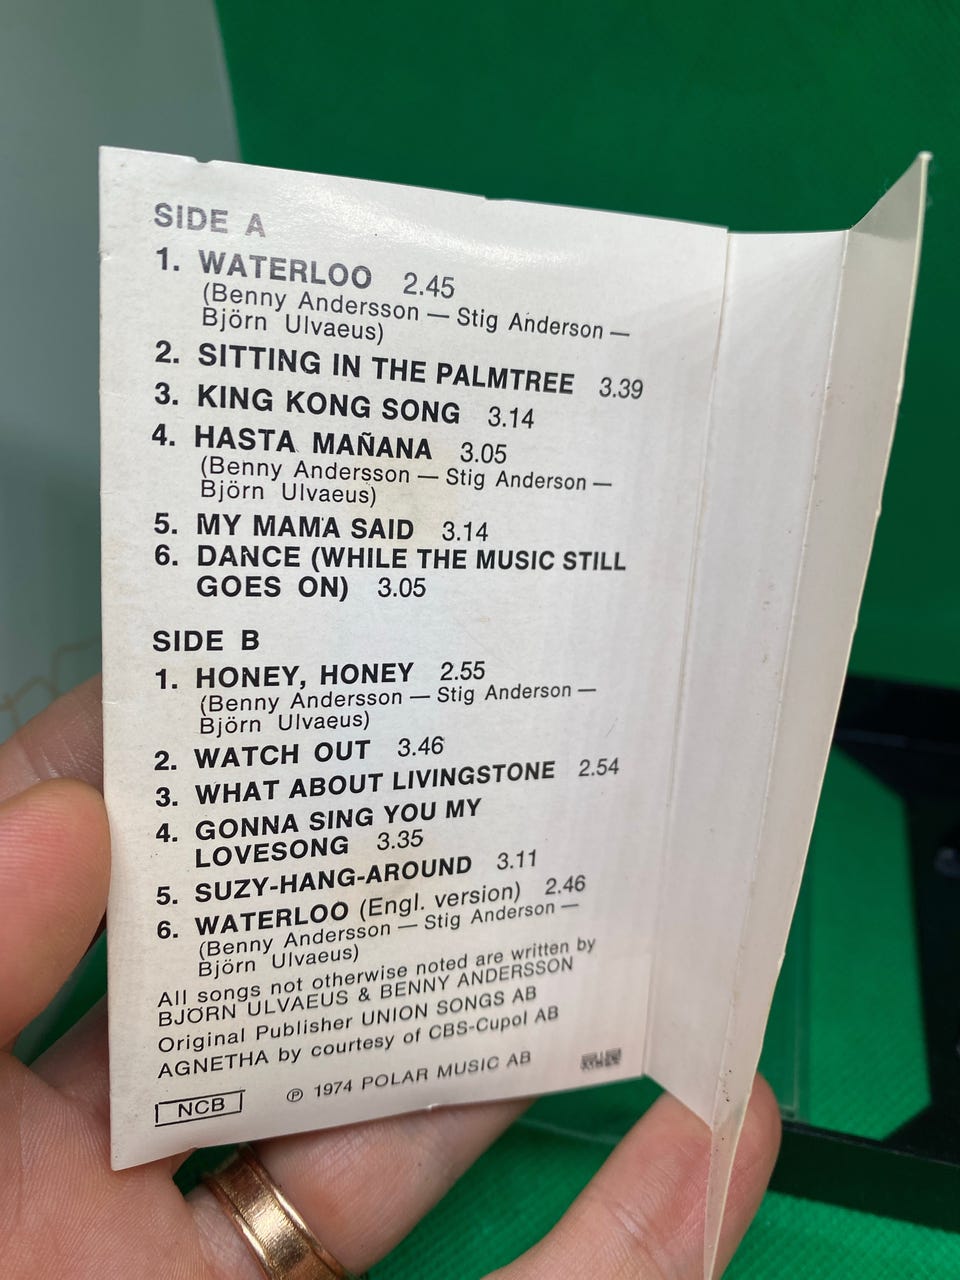 SIDE A
1. WATERLOO 2.45
(Benny Andersson — Stig Anderson —
Björn Ulvaeus)
2. SITTING IN THE PALMTREE 3.39
3. KING KONG SONG 3.14
4. HASTA MAÑANA 3.05
(Benny Andersson — Stig Anderson —
Björn Ulvaeus)
5. MY MAMA SAID 3.14
6. DANCE (WHILE THE MUSIC STILL
GOES ON) 3.05
SIDE B
1. HONEY, HONEY 2.55
(Benny Andersson — Stig Anderson —
Björn Ulvaeus)
2. WATCH OUT 3.46
3. WHAT ABOUT LIVINGSTONE 2.54
4. GONNA SING YOU MY
LOVESONG 3.35
5. SUZY-HANG-AROUND 3.11
6. WATERLOO (Engl. version) 2.46
(Benny Andersson — Stig Anderson —
Björn Ulvaeus)
All songs not otherwise noted are written by
BJÖRN ULVAEUS & BENNY ANDERSSON
Original Publisher UNION SONGS AB
AGNETHA by courtesy of CBS-Cupol AB
NCB ℗ 1974 POLAR MUSIC AB